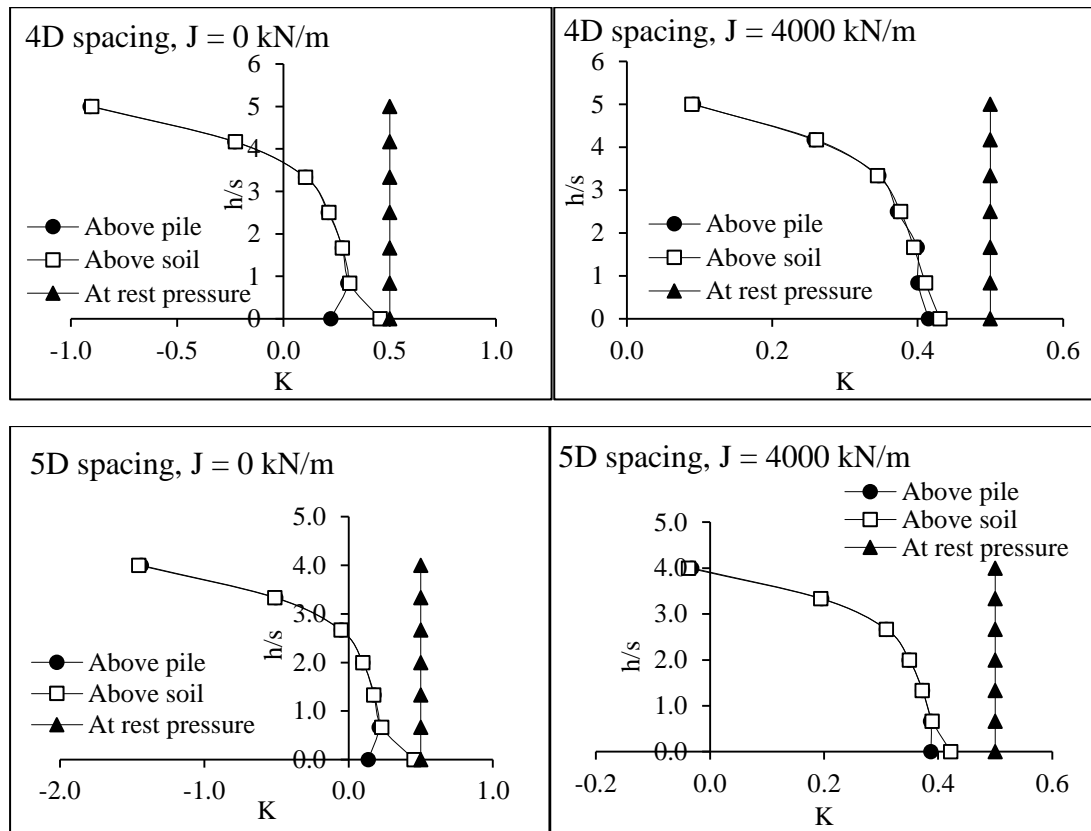 4D spacing, J = 0 kN/m
6
5
4
3
2
1
0
h/s
Above pile
Above soil
At rest pressure
-1.0
-0.5
0.0
0.5
1.0
K
4D spacing, J = 4000 kN/m
6
5
4
3
2
1
0
h/s
Above pile
Above soil
At rest pressure
0.0
0.2
0.4
0.6
K
5D spacing, J = 0 kN/m
5.0
4.0
3.0
2.0
1.0
0.0
h/s
Above pile
Above soil
At rest pressure
-2.0
-1.0
0.0
1.0
K
5D spacing, J = 4000 kN/m
Above pile
Above soil
At rest pressure
5.0
4.0
3.0
2.0
1.0
0.0
h/s
-0.2
0.0
0.2
0.4
0.6
K